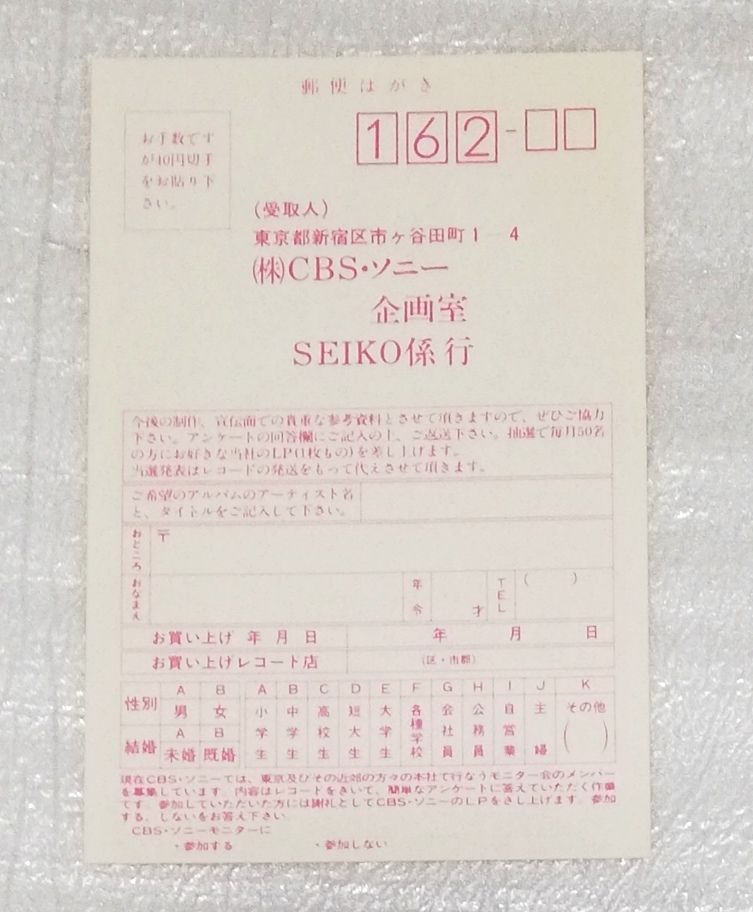 郵便はがき
お手数です
が40円切手
をお貼り下
さい。
162-
(受取人)
東京都新宿区市ヶ谷田町1-4
㈱CBS・ソニー
企画室
SEIKO係行
今後の制作、宣伝面での貴重な参考資料とさせて頂きますので、ぜひご協力
下さい。アンケートの回答欄にご記入の上、ご返送下さい。抽選で毎月50名
の方にお好きな当社のLP(1枚もの)を差し上げます。
当選発表はレコードの発送をもって代えさせて頂きます。
ご希望のアルバムのアーティスト名
と、タイトルをご記入して下さい。
おところ 〒
おなまえ 年令 才 TEL ( )
お買い上げ 年 月 日 年 月 日
お買い上げレコード店 (区・市郡)
性別 A男 B女
結婚 A未婚 B既婚
A小学生 B中学生 C高校生 D短大生 E大学生 F各種学校 G会社員 H公務員 I自営業 J主婦 Kその他( )
現在CBS・ソニーでは、東京及びその近郊の方々の本社で行なうモニター会のメンバー
を募集しています。内容はレコードをきいて、簡単なアンケートに答えていただく作業
です。参加していただいた方には謝礼としてCBS・ソニーのLPをさし上げます。参加
する、しないをお答え下さい。
CBS・ソニーモニターに
・参加する ・参加しない